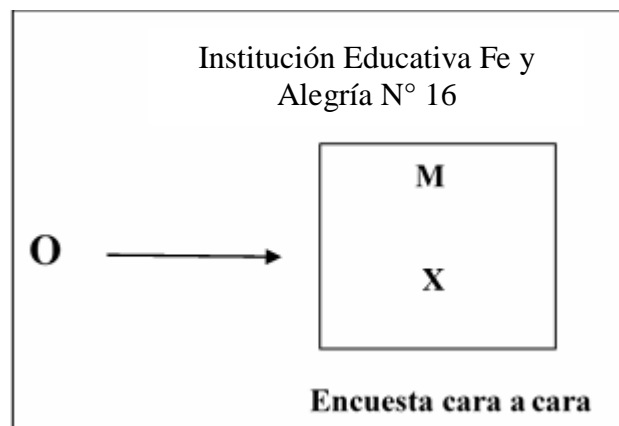 Institución Educativa Fe y
Alegría N° 16
M
O
X
Encuesta cara a cara